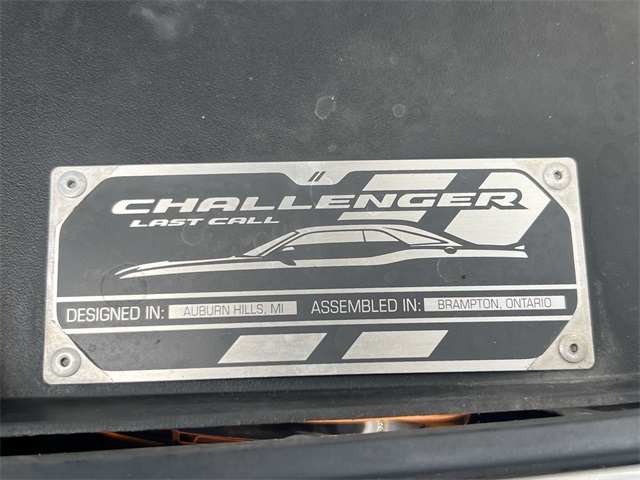 CHALLENGER
LAST CALL
DESIGNED IN: AUBURN HILLS, MI ASSEMBLED IN: BRAMPTON, ONTARIO